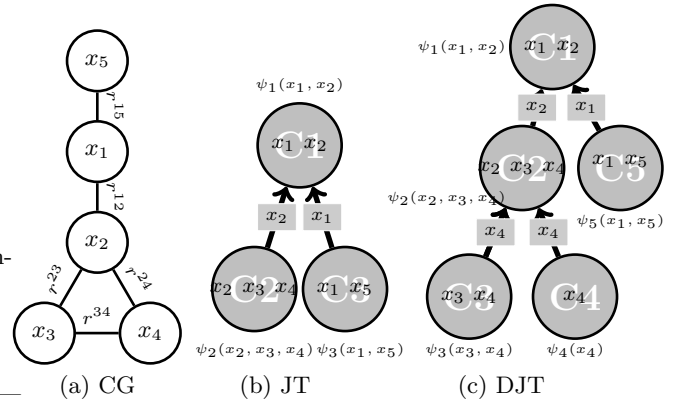 x5
r15
x1
r12
x2
r23
r24
r34
x3
x4
n-
(a) CG
ψ1(x1, x2)
C1
x1 x2
x2
x1
C2
x2 x3 x4
C3
x1 x5
ψ2(x2, x3, x4) ψ3(x1, x5)
(b) JT
ψ1(x1, x2)
C1
x1 x2
x2
x1
C2
x2 x3 x4
C5
x1 x5
ψ2(x2, x3, x4)
ψ5(x1, x5)
x4
x4
C3
x3 x4
C4
x4
ψ3(x3, x4)
ψ4(x4)
(c) DJT